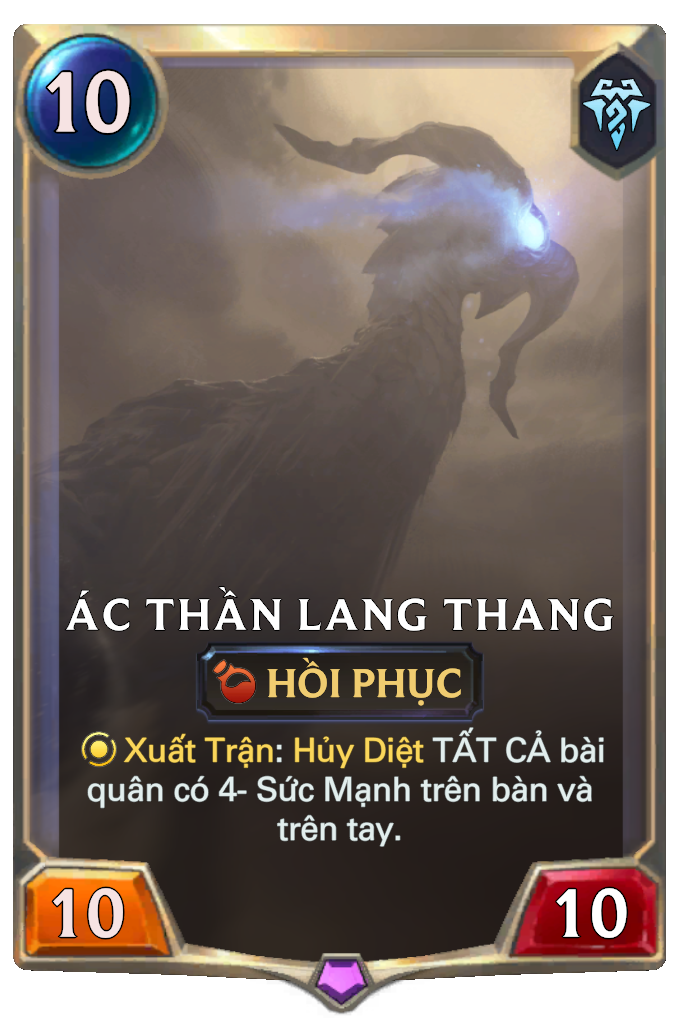 10
ÁC THẦN LANG THANG
HỒI PHỤC
Xuất Trận: Hủy Diệt TẤT CẢ bài
quân có 4- Sức Mạnh trên bàn và
trên tay.
10
10